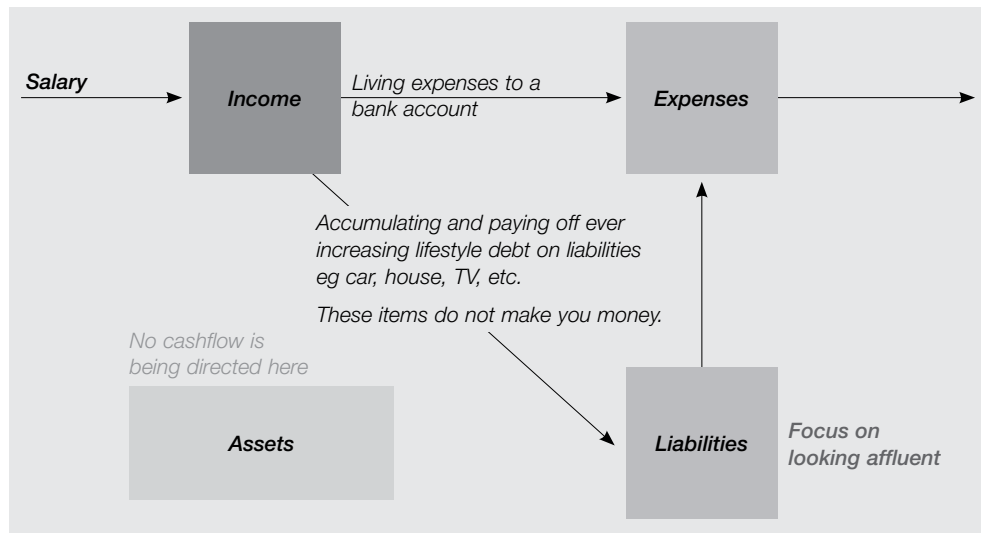 Salary
Income
Living expenses to a
bank account
Expenses
Accumulating and paying off ever
increasing lifestyle debt on liabilities
eg car, house, TV, etc.
These items do not make you money.
No cashflow is
being directed here
Assets
Liabilities
Focus on
looking affluent